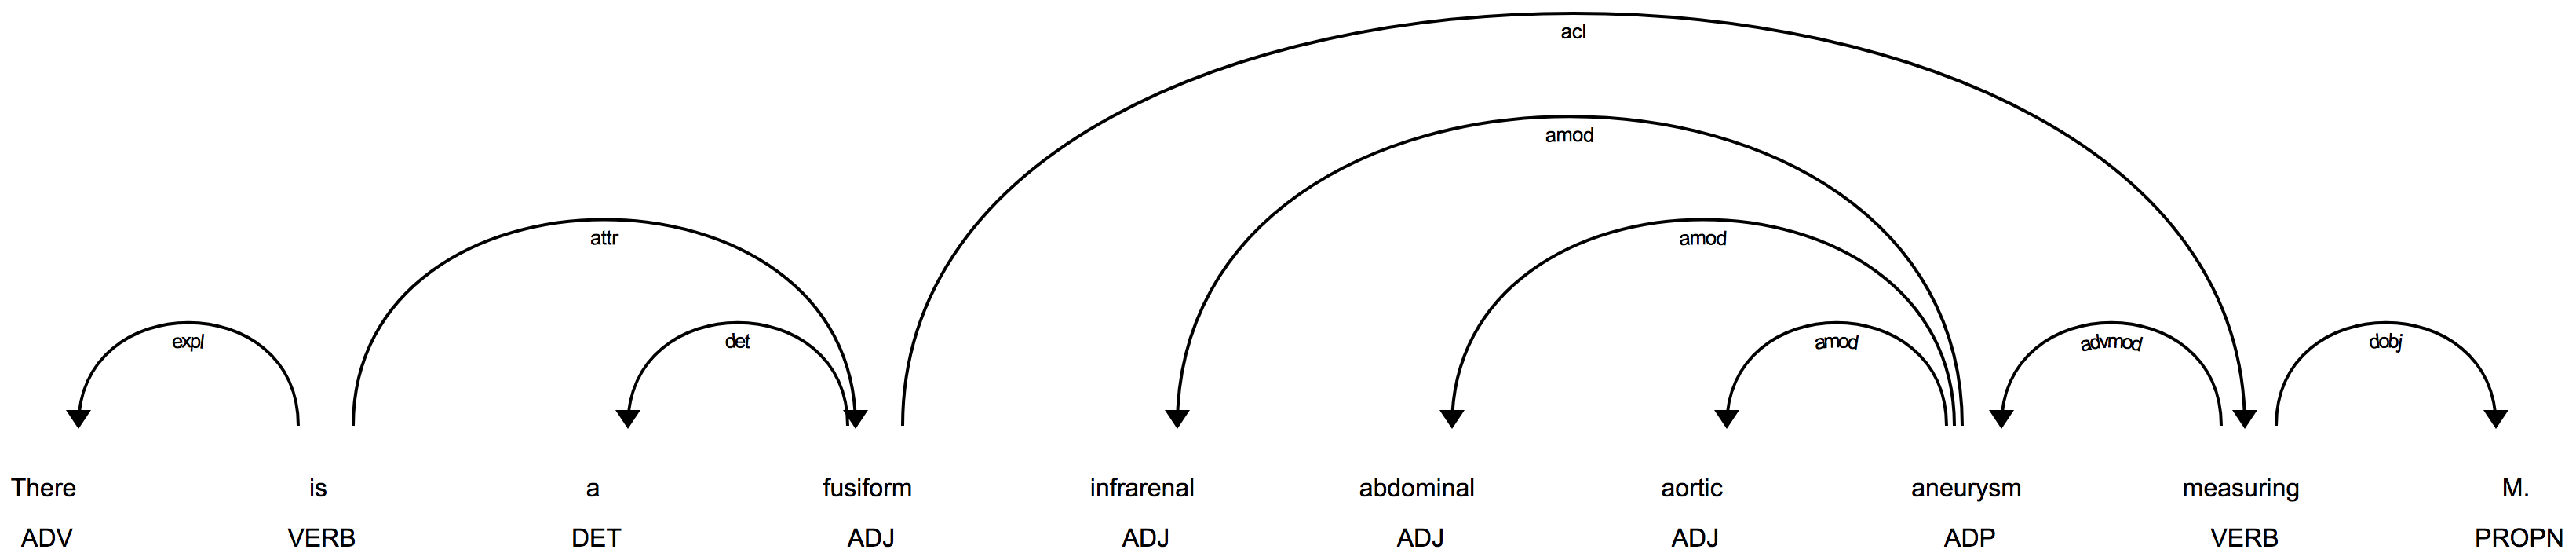 acl
amod
attr
amod
expl
det
amod
advmod
dobj
There is a fusiform infrarenal abdominal aortic aneurysm measuring M.
ADV VERB DET ADJ ADJ ADJ ADJ ADP VERB PROPN